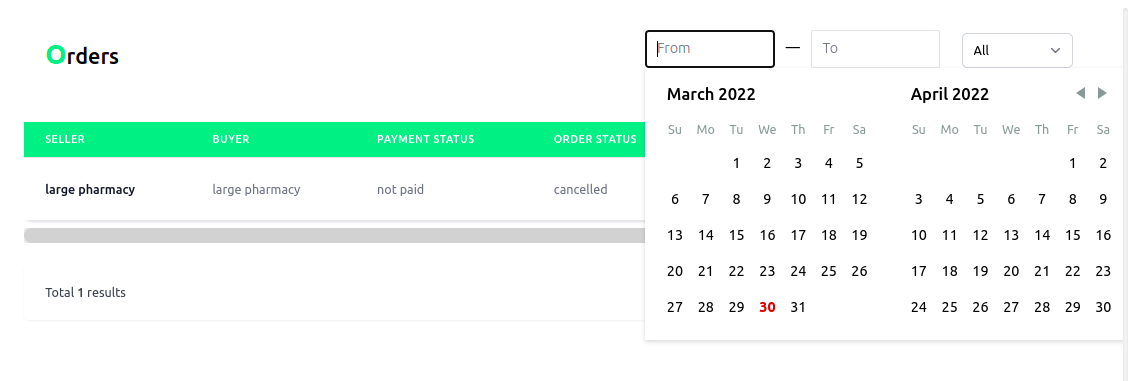 Orders
From — To All
SELLER BUYER PAYMENT STATUS ORDER STATUS
large pharmacy large pharmacy not paid cancelled
Total 1 results
March 2022
Su Mo Tu We Th Fr Sa
1 2 3 4 5
6 7 8 9 10 11 12
13 14 15 16 17 18 19
20 21 22 23 24 25 26
27 28 29 30 31
April 2022
Su Mo Tu We Th Fr Sa
1 2
3 4 5 6 7 8 9
10 11 12 13 14 15 16
17 18 19 20 21 22 23
24 25 26 27 28 29 30